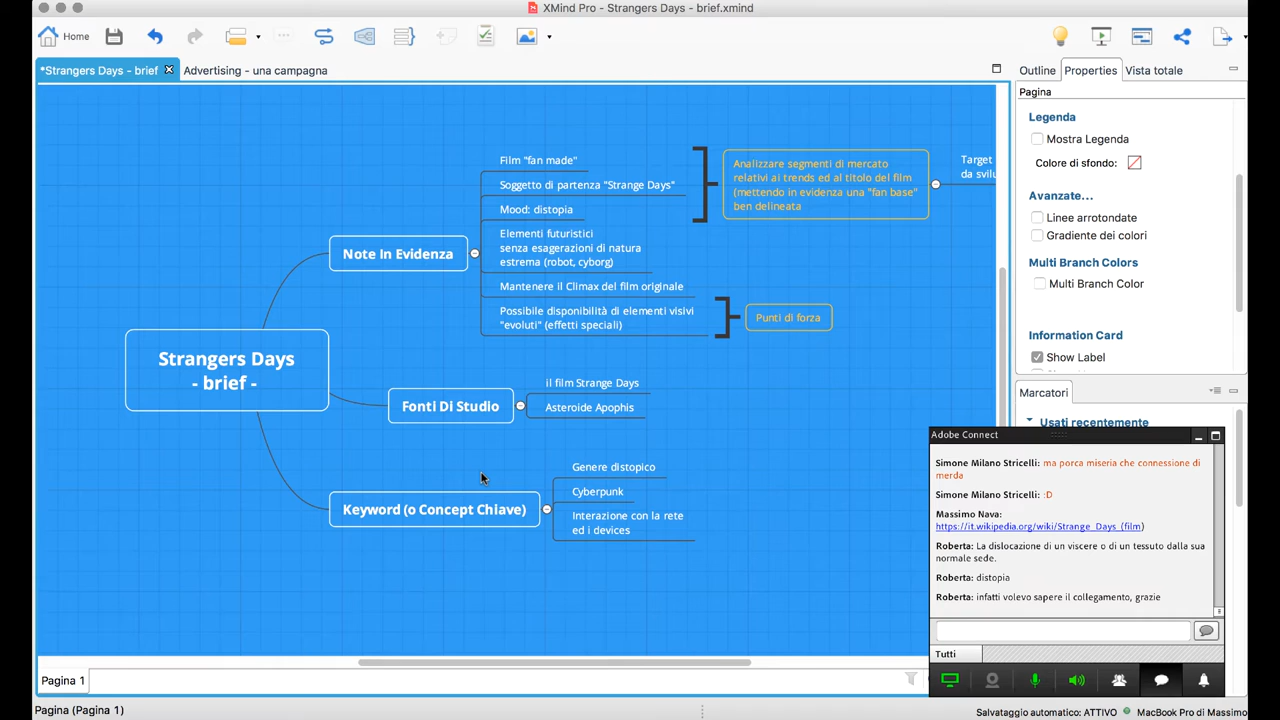 XMind Pro - Strangers Days - brief.xmind
Home
*Strangers Days - brief
Advertising - una campagna
Outline
Properties
Vista totale
Pagina
Legenda
Mostra Legenda
Colore di sfondo:
Avanzate...
Linee arrotondate
Gradiente dei colori
Multi Branch Colors
Multi Branch Color
Information Card
Show Label
Marcatori
Usati recentemente
Film "fan made"
Soggetto di partenza "Strange Days"
Mood: distopia
Elementi futuristici
senza esagerazioni di natura
estrema (robot, cyborg)
Mantenere il Climax del film originale
Possibile disponibilità di elementi visivi
"evoluti" (effetti speciali)
Analizzare segmenti di mercato
relativi ai trends ed al titolo del film
(mettendo in evidenza una "fan base"
ben delineata
Target
da svilu
Punti di forza
Note In Evidenza
Strangers Days
- brief -
Fonti Di Studio
il film Strange Days
Asteroide Apophis
Keyword (o Concept Chiave)
Genere distopico
Cyberpunk
Interazione con la rete
ed i devices
Adobe Connect
Simone Milano Stricelli: ma porca miseria che connessione di
merda
Simone Milano Stricelli: :D
Massimo Nava:
https://it.wikipedia.org/wiki/Strange_Days_(film)
Roberta: La dislocazione di un viscere o di un tessuto dalla sua
normale sede.
Roberta: distopia
Roberta: infatti volevo sapere il collegamento, grazie
Tutti
Pagina 1
Pagina (Pagina 1)
Salvataggio automatico: ATTIVO
MacBook Pro di Massimo